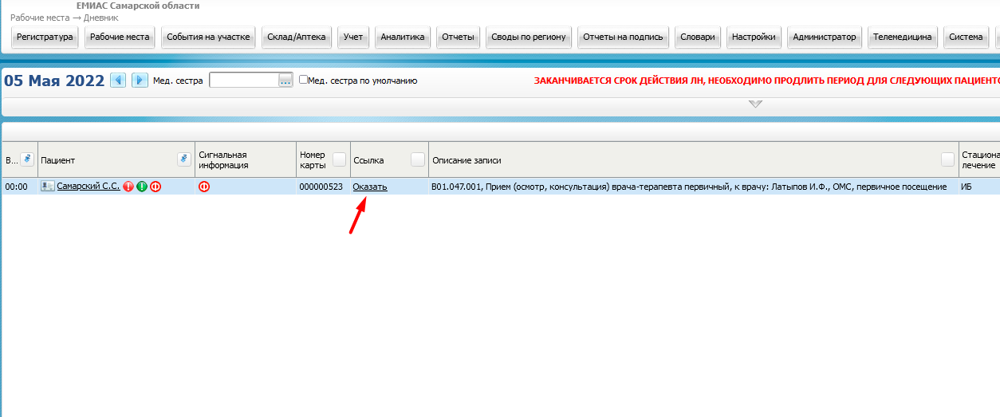 ЕМИАС Самарской области
Рабочие места → Дневник
Регистратура Рабочие места События на участке Склад/Аптека Учет Аналитика Отчеты Своды по региону Отчеты на подпись Словари Настройки Администратор Телемедицина Система
05 Мая 2022 Мед. сестра ... Мед. сестра по умолчанию ЗАКАНЧИВАЕТСЯ СРОК ДЕЙСТВИЯ ЛН, НЕОБХОДИМО ПРОДЛИТЬ ПЕРИОД ДЛЯ СЛЕДУЮЩИХ ПАЦИЕНТО
В... Пациент Сигнальная информация Номер карты Ссылка Описание записи Стациона лечение
00:00 Самарский С.С. ! ! Ф Ф 000000523 Оказать B01.047.001, Прием (осмотр, консультация) врача-терапевта первичный, к врачу: Латыпов И.Ф., ОМС, первичное посещение ИБ